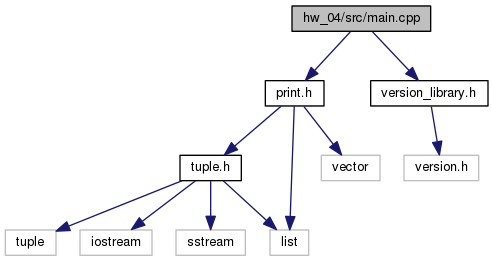 hw_04/src/main.cpp
print.h
version_library.h
tuple.h
vector
version.h
tuple
iostream
sstream
list